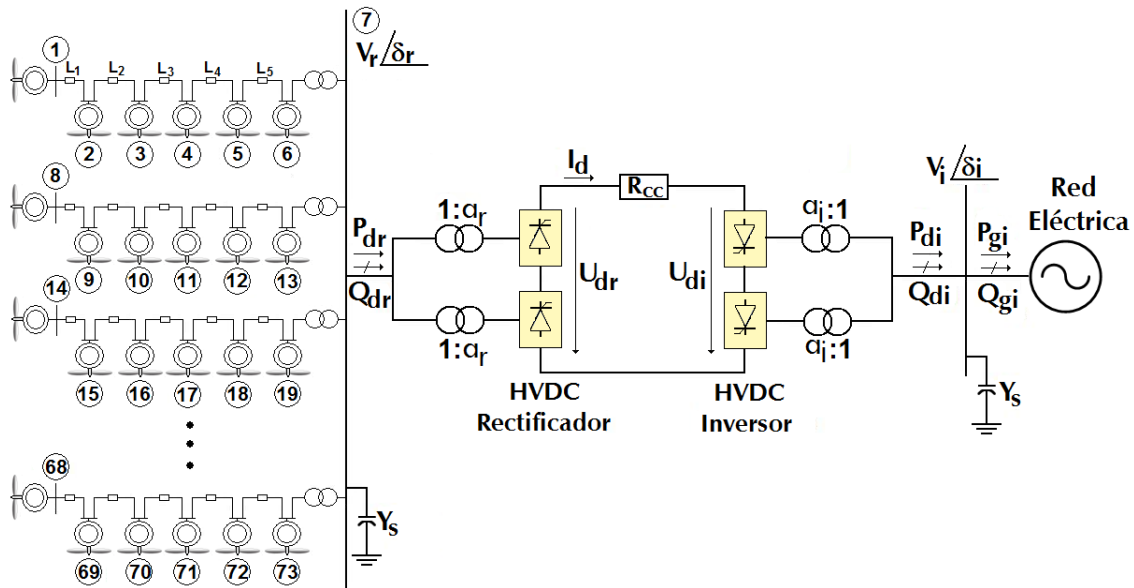 1
L1 L2 L3 L4 L5
2 3 4 5 6
8
9 10 11 12 13
14
15 16 17 18 19
68
69 70 71 72 73
7
Vr/δr
Ys
Pdr
Qdr
1:ar
1:ar
Id
RCC
Udr
Udi
HVDC
Rectificador
HVDC
Inversor
ai:1
ai:1
Pdi
Qdi
Vi/δi
Pgi
Qgi
Ys
Red
Eléctrica